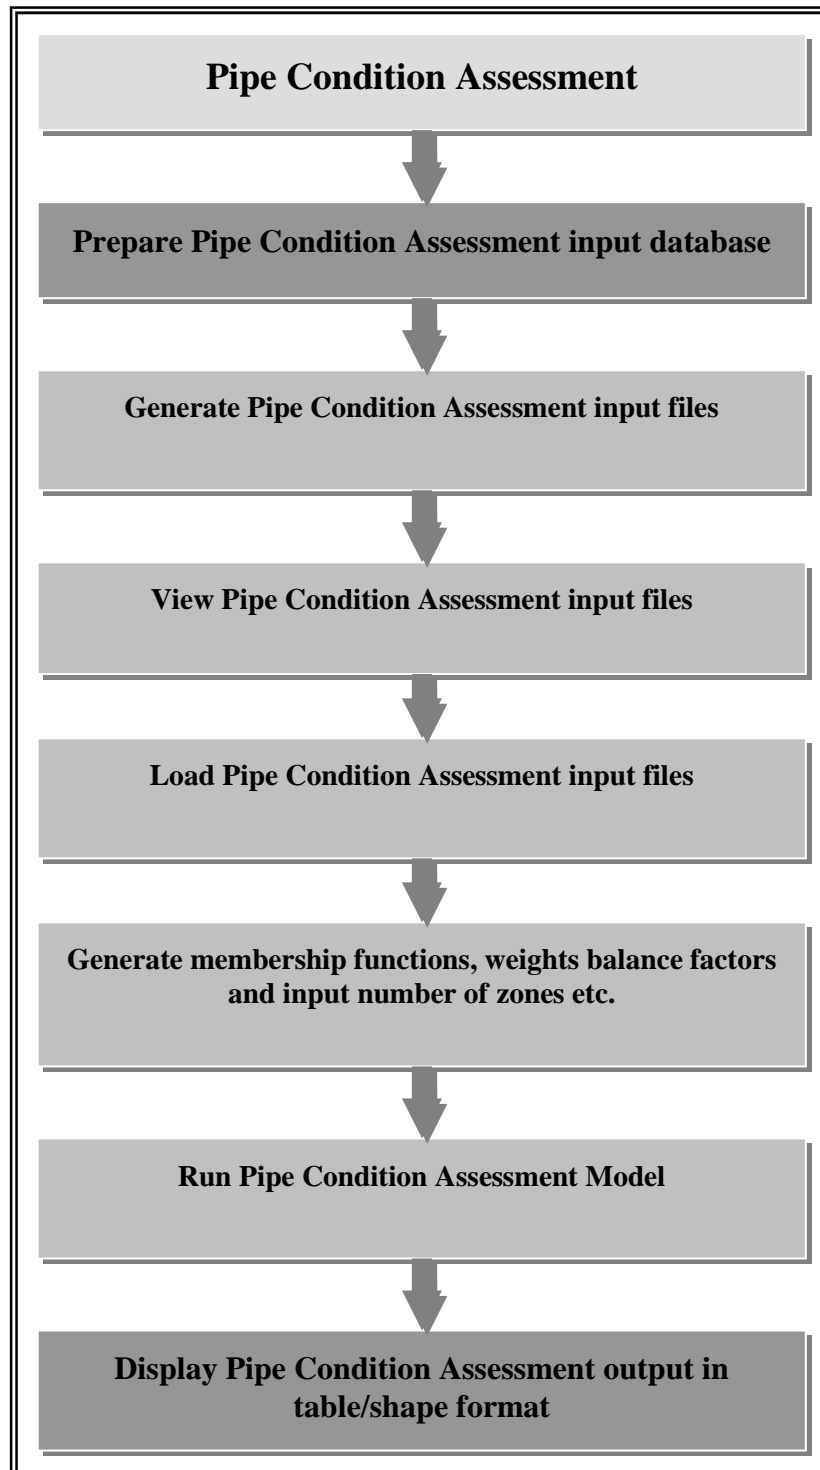 Pipe Condition Assessment
Prepare Pipe Condition Assessment input database
Generate Pipe Condition Assessment input files
View Pipe Condition Assessment input files
Load Pipe Condition Assessment input files
Generate membership functions, weights balance factors
and input number of zones etc.
Run Pipe Condition Assessment Model
Display Pipe Condition Assessment output in
table/shape format